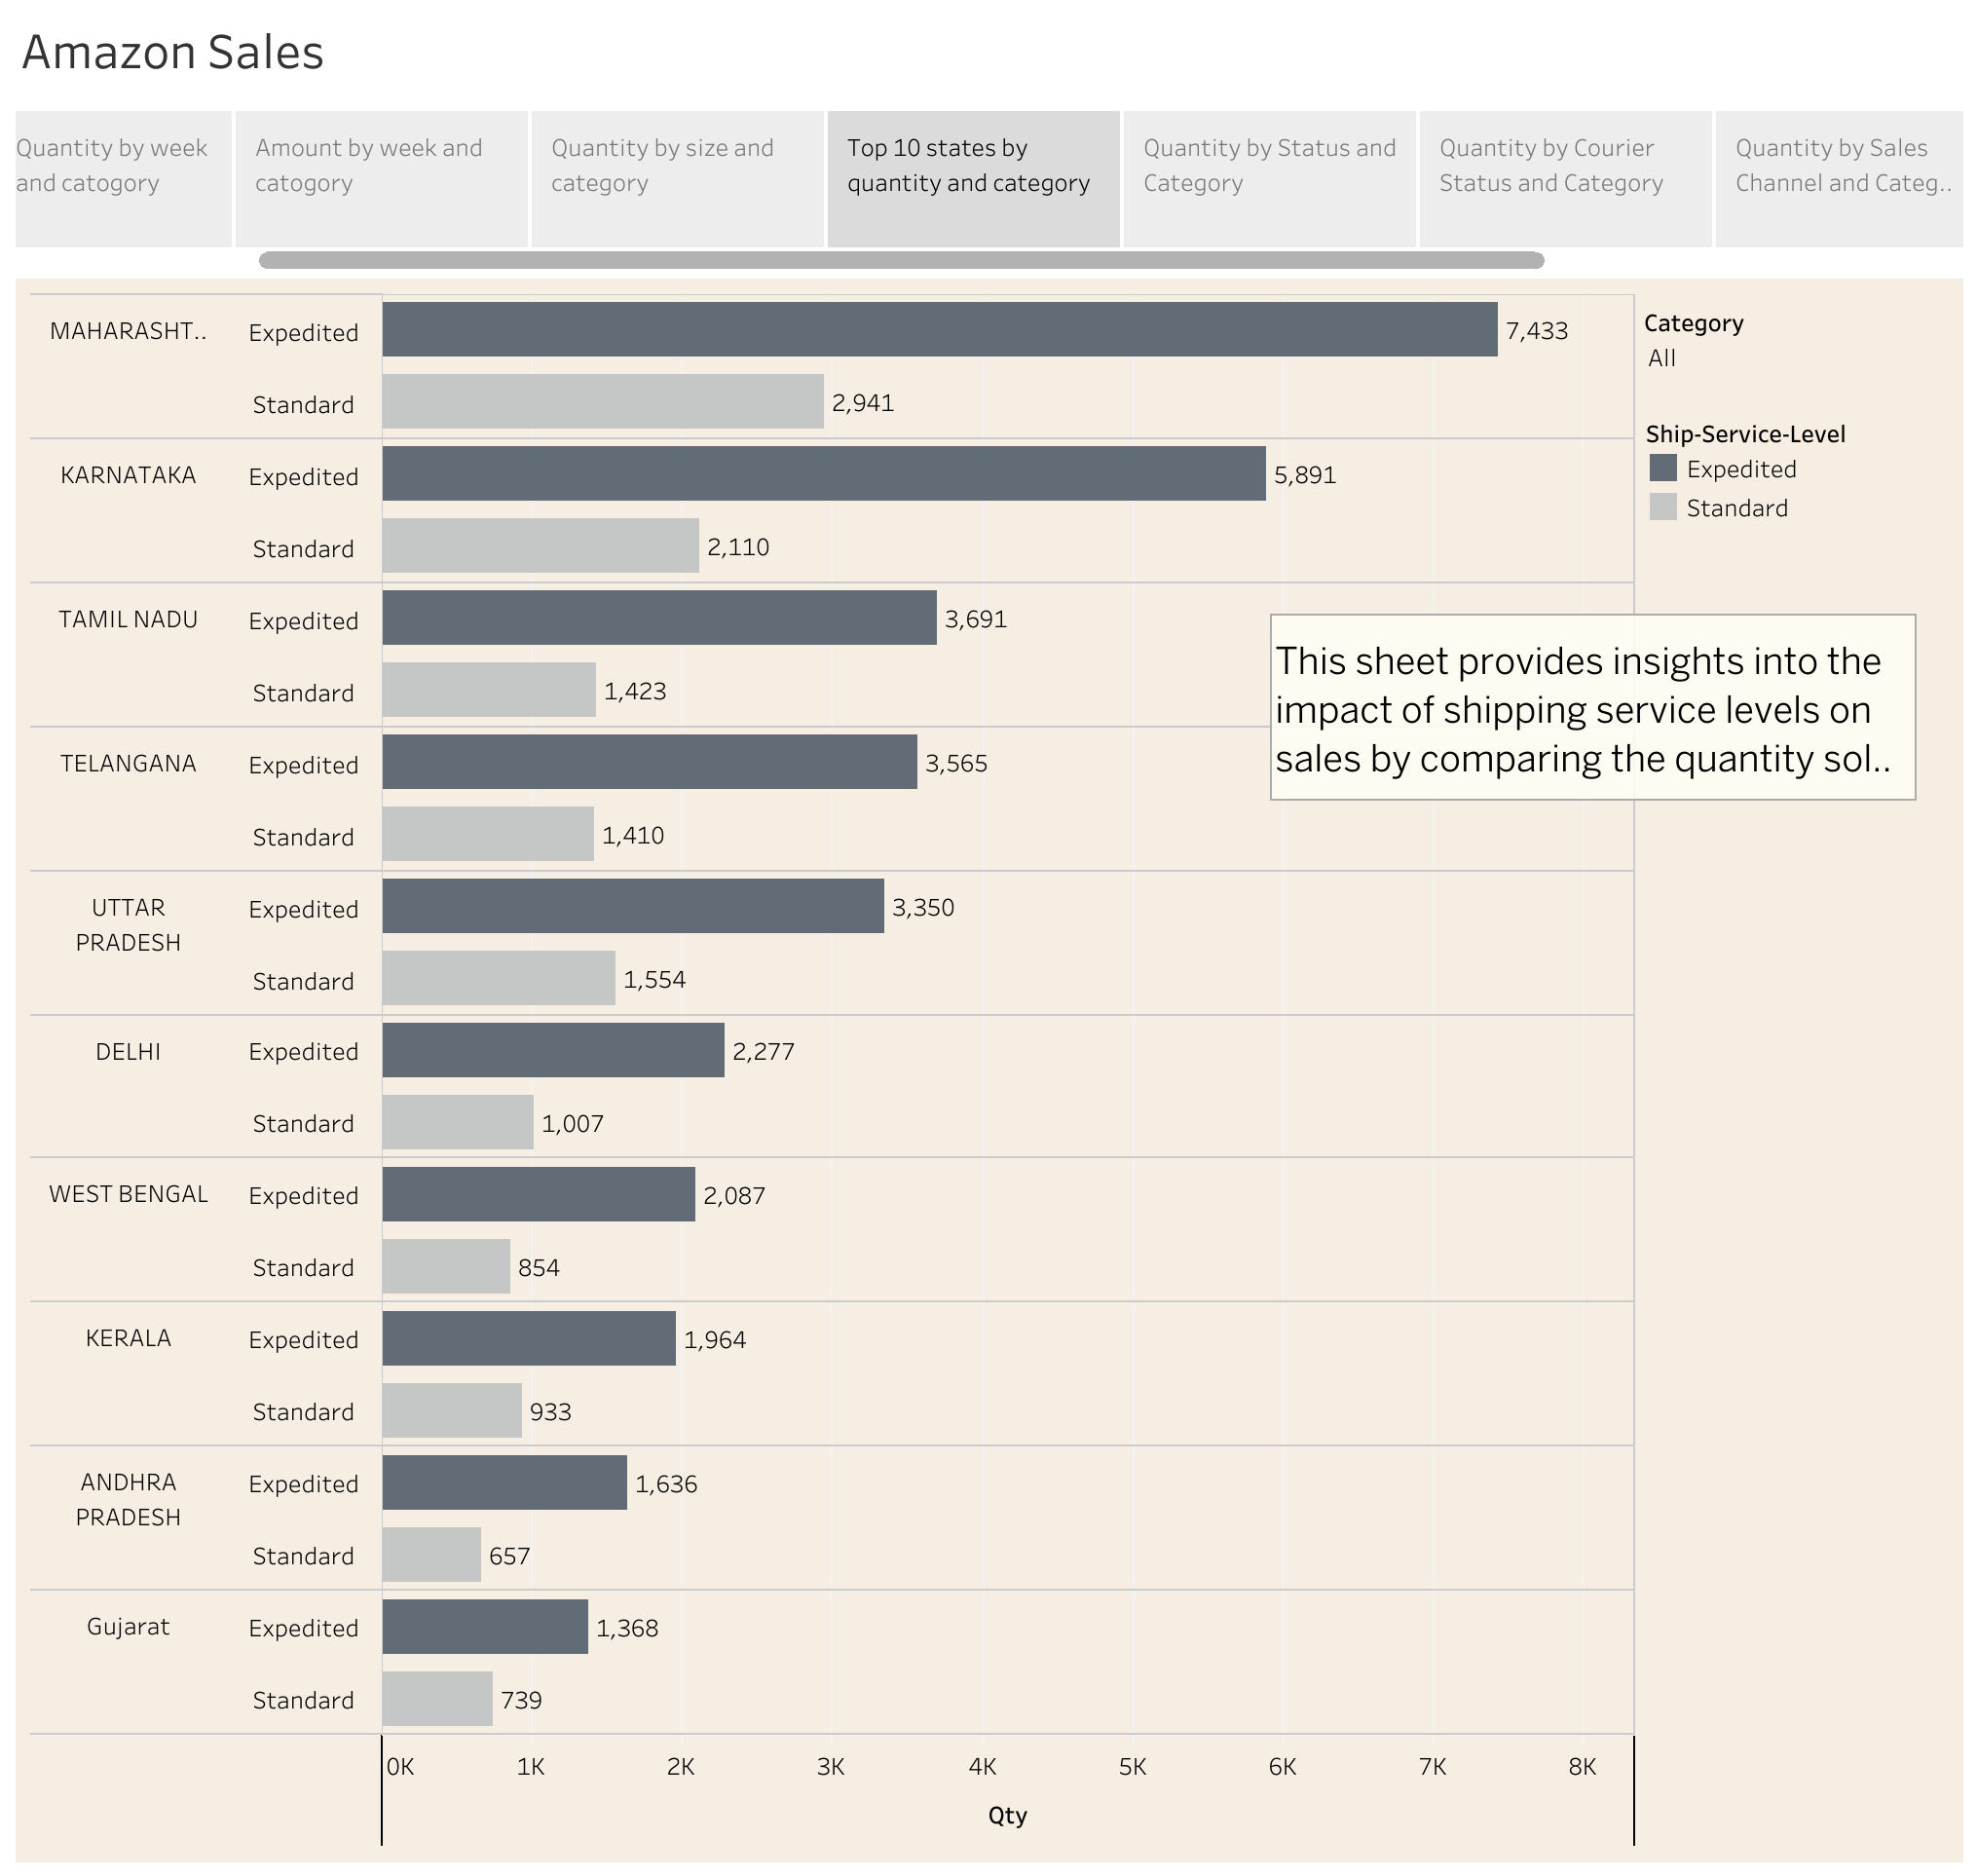 Amazon Sales
Quantity by week
and catogory
Amount by week and
catogory
Quantity by size and
category
Top 10 states by
quantity and category
Quantity by Status and
Category
Quantity by Courier
Status and Category
Quantity by Sales
Channel and Categ..
MAHARASHT..
Expedited
7,433
Standard
2,941
KARNATAKA
Expedited
5,891
Standard
2,110
TAMIL NADU
Expedited
3,691
Standard
1,423
TELANGANA
Expedited
3,565
Standard
1,410
UTTAR
PRADESH
Expedited
3,350
Standard
1,554
DELHI
Expedited
2,277
Standard
1,007
WEST BENGAL
Expedited
2,087
Standard
854
KERALA
Expedited
1,964
Standard
933
ANDHRA
PRADESH
Expedited
1,636
Standard
657
Gujarat
Expedited
1,368
Standard
739
0K 1K 2K 3K 4K 5K 6K 7K 8K
Qty
Category
All
Ship-Service-Level
Expedited
Standard
This sheet provides insights into the
impact of shipping service levels on
sales by comparing the quantity sol..